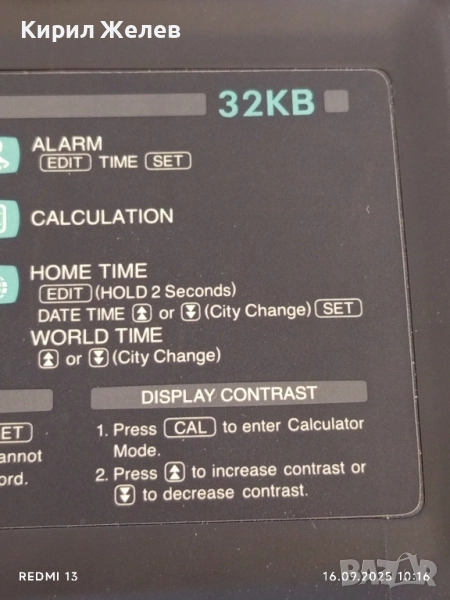 Кирил Желев
32KB
ALARM
EDIT TIME SET
CALCULATION
HOME TIME
EDIT (HOLD 2 Seconds)
DATE TIME or (City Change) SET
WORLD TIME
or (City Change)
DISPLAY CONTRAST
ET
annot
ord.
1. Press CAL to enter Calculator
Mode.
2. Press to increase contrast or
to decrease contrast.
BAZAR
REDMI 13
16.09.2025 10:16